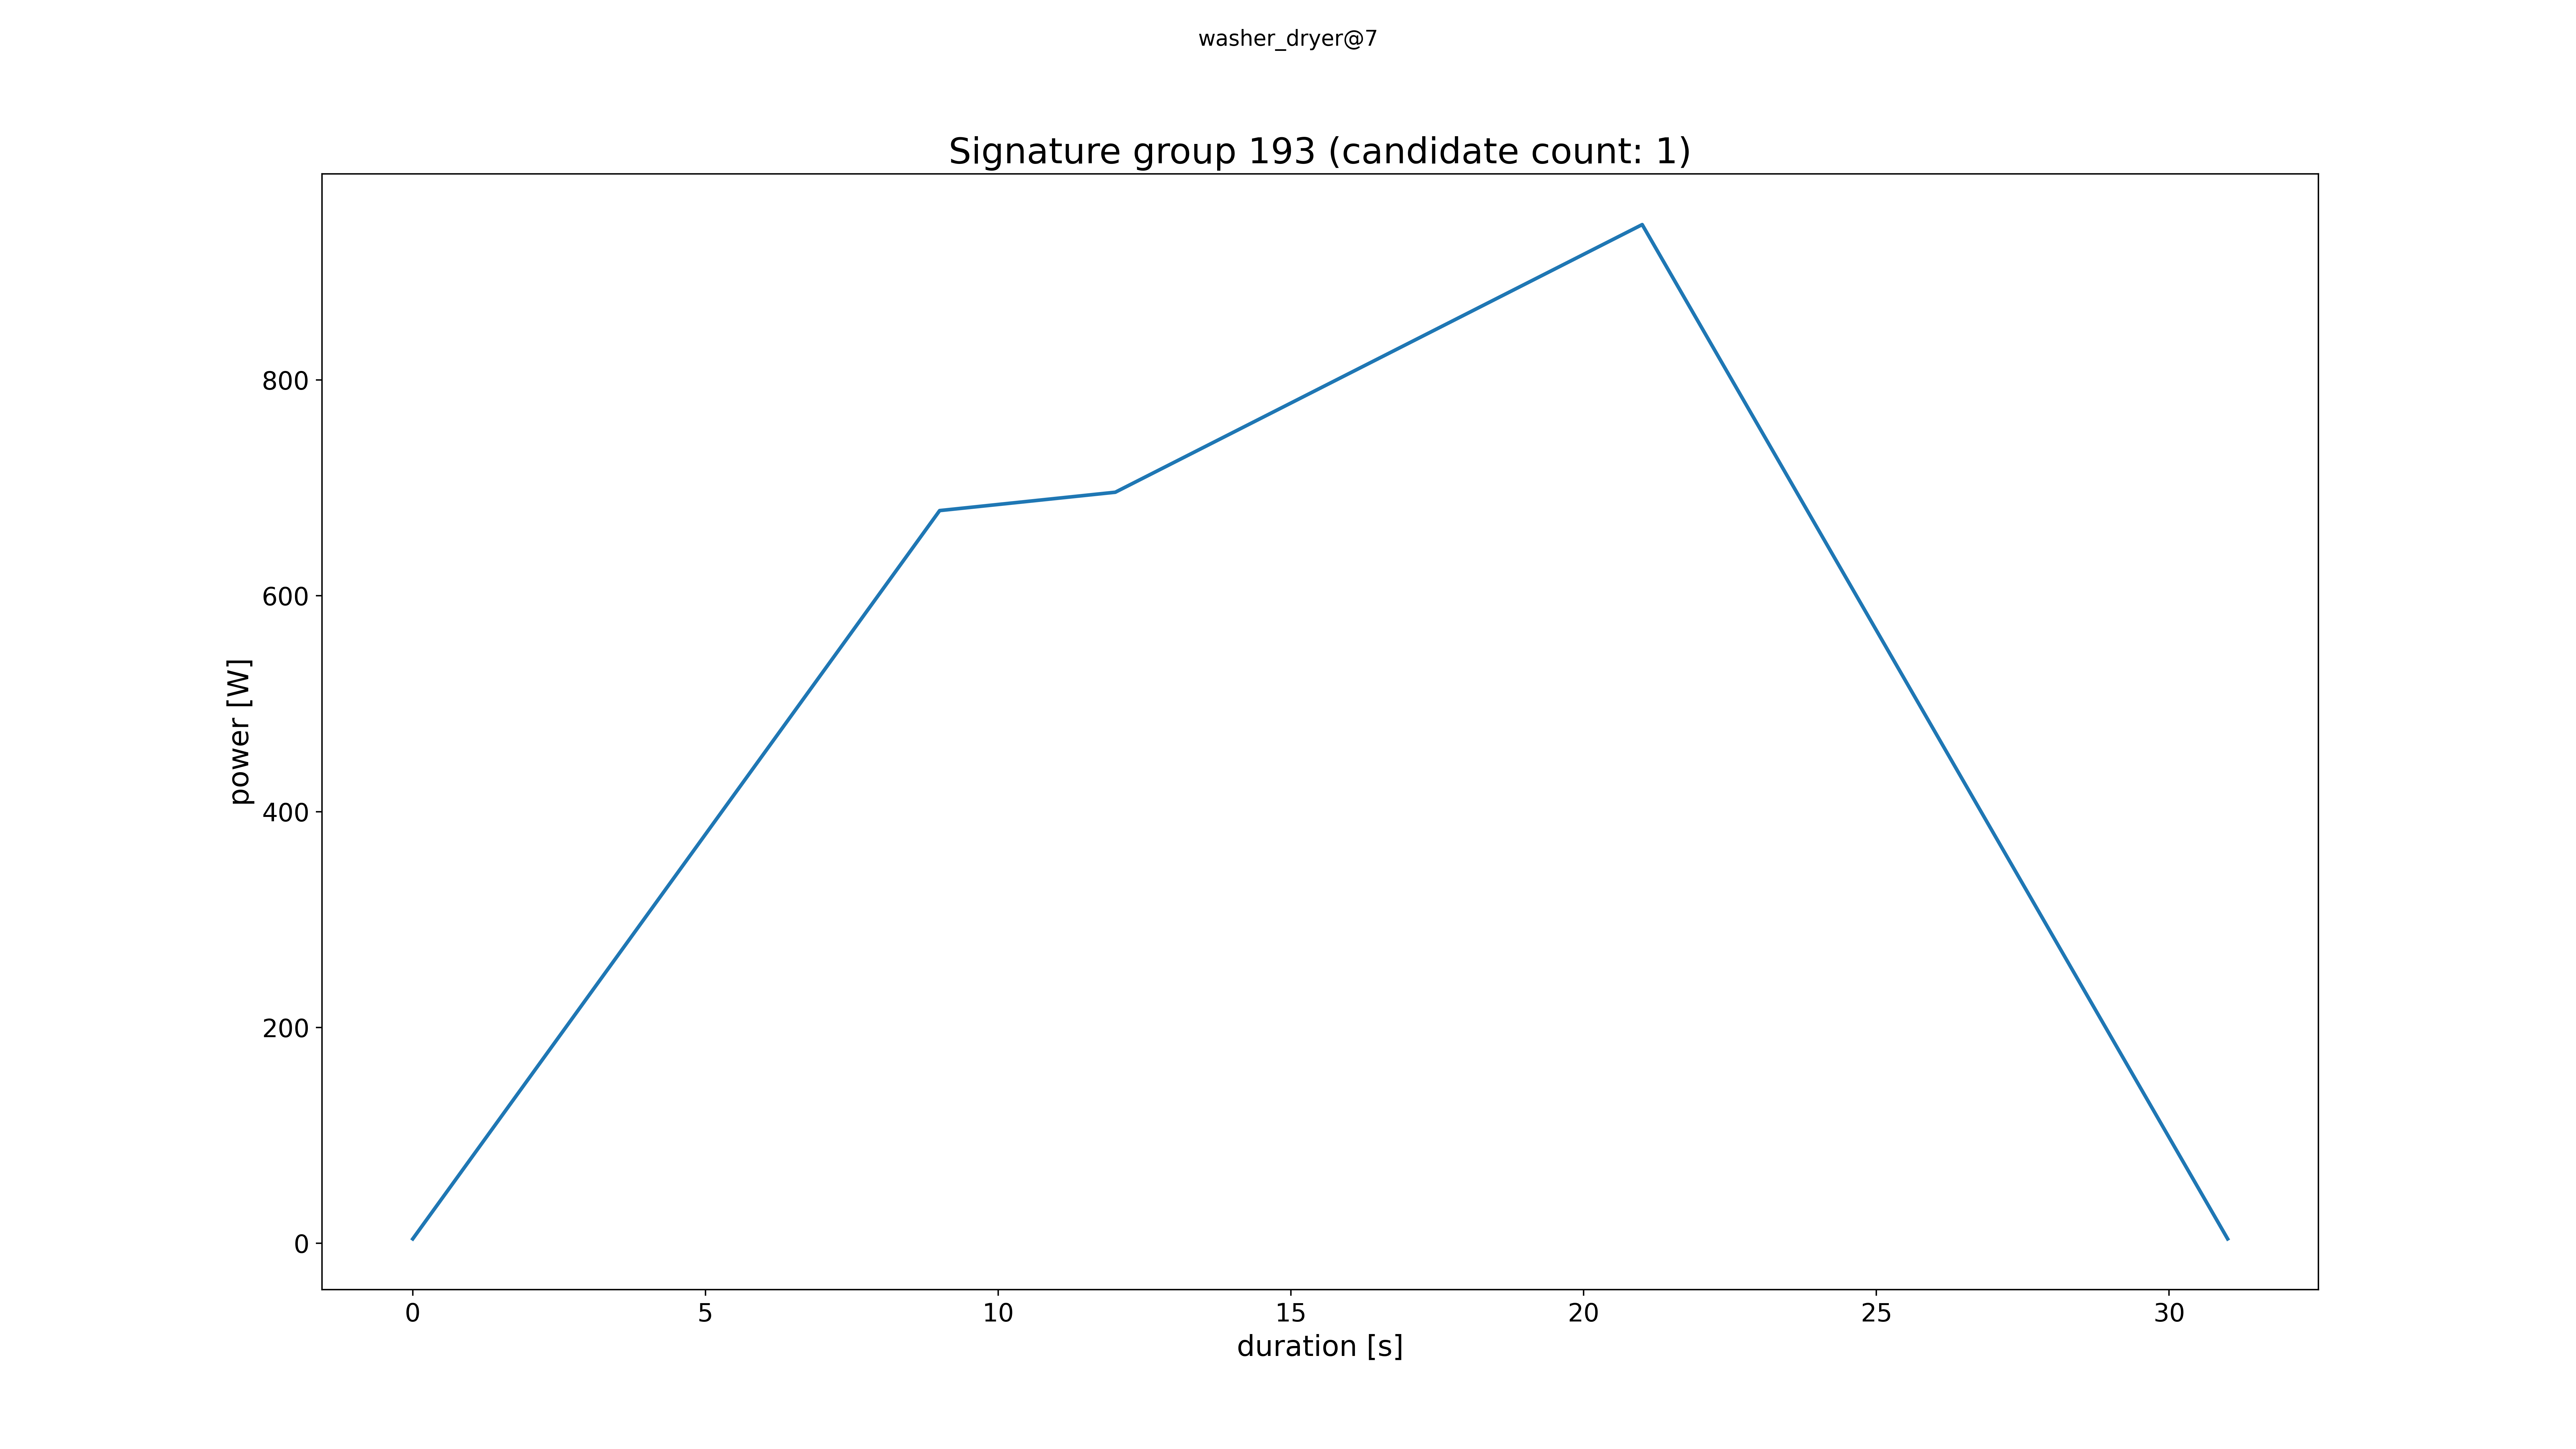 washer_dryer@7
Signature group 193 (candidate count: 1)
800
600
400
200
0
power [W]
0 5 10 15 20 25 30
duration [s]